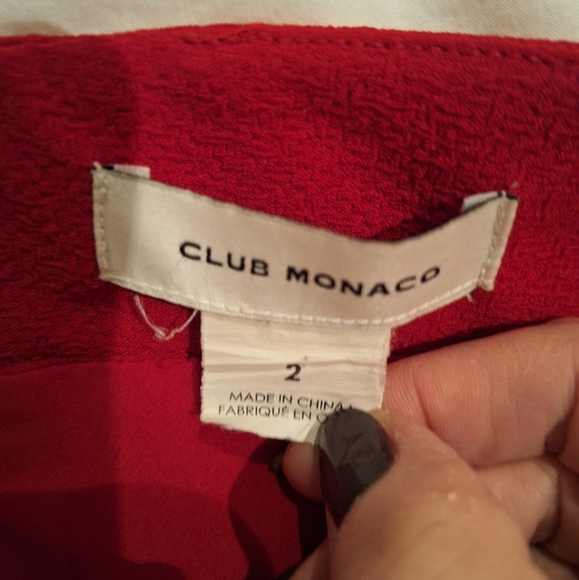 CLUB MONACO
2
MADE IN CHINA
FABRIQUÉ EN